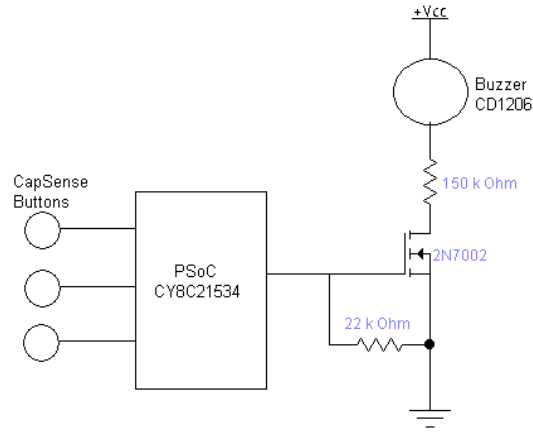 +Vcc
Buzzer
CD1206
150 k Ohm
CapSense
Buttons
PSoC
CY8C21534
2N7002
22 k Ohm